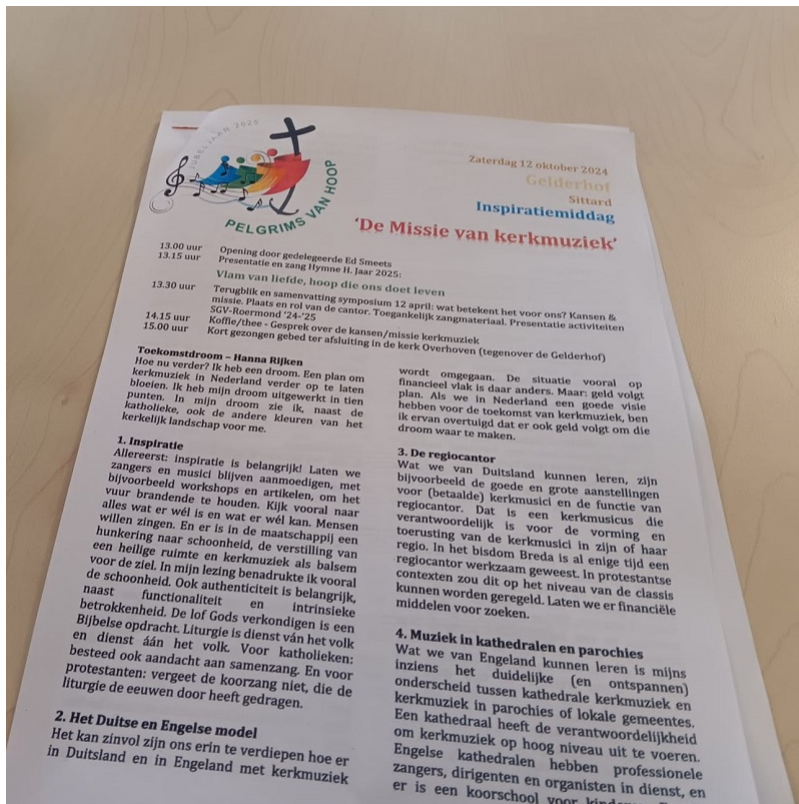 JUBELJAAR 2025
PELGRIMS VAN HOOP
Zaterdag 12 oktober 2024
Gelderhof
Sittard
Inspiratiemiddag
‘De Missie van kerkmuziek’
13.00 uur Opening door gedelegeerde Ed Smeets
13.15 uur Presentatie en zang Hymne H. Jaar 2025:
Vlam van liefde, hoop die ons doet leven
13.30 uur Terugblik en samenvatting symposium 12 april: wat betekent het voor ons? Kansen &
missie. Plaats en rol van de cantor. Toegankelijk zangmateriaal. Presentatie activiteiten
SGV-Roermond ’24-’25
14.15 uur Koffie/thee - Gesprek over de kansen/missie kerkmuziek
15.00 uur Kort gezongen gebed ter afsluiting in de kerk Overhoven (tegenover de Gelderhof)
Toekomstdroom – Hanna Rijken
Hoe nu verder? Ik heb een droom. Een plan om
kerkmuziek in Nederland verder op te laten
bloeien. Ik heb mijn droom uitgewerkt in tien
punten. In mijn droom zie ik, naast de
katholieke, ook de andere kleuren van het
kerkelijk landschap voor me.
1. Inspiratie
Allereerst: inspiratie is belangrijk! Laten we
zangers en musici blijven aanmoedigen, met
bijvoorbeeld workshops en artikelen, om het
vuur brandende te houden. Kijk vooral naar
alles wat er wél is en wat er wél kan. Mensen
willen zingen. En er is in de maatschappij een
hunkering naar schoonheid, de verstilling van
een heilige ruimte en kerkmuziek als balsem
voor de ziel. In mijn lezing benadrukte ik vooral
de schoonheid. Ook authenticiteit is belangrijk,
naast functionaliteit en intrinsieke
betrokkenheid. De lof Gods verkondigen is een
Bijbelse opdracht. Liturgie is dienst ván het volk
en dienst áán het volk. Voor katholieken:
besteed ook aandacht aan samenzang. En voor
protestanten: vergeet de koorzang niet, die de
liturgie de eeuwen door heeft gedragen.
2. Het Duitse en Engelse model
Het kan zinvol zijn ons erin te verdiepen hoe er
in Duitsland en in Engeland met kerkmuziek
wordt omgegaan. De situatie vooral op
financieel vlak is daar anders. Maar: geld volgt
plan. Als we in Nederland een goede visie
hebben voor de toekomst van kerkmuziek, ben
ik ervan overtuigd dat er ook geld volgt om die
droom waar te maken.
3. De regiocantor
Wat we van Duitsland kunnen leren, zijn
bijvoorbeeld de goede en grote aanstellingen
voor (betaalde) kerkmusici en de functie van
regiocantor. Dat is een kerkmusicus die
verantwoordelijk is voor de vorming en
toerusting van de kerkmusici in zijn of haar
regio. In het bisdom Breda is al enige tijd een
regiocantor werkzaam geweest. In protestantse
contexten zou dit op het niveau van de classis
kunnen worden geregeld. Laten we er financiële
middelen voor zoeken.
4. Muziek in kathedralen en parochies
Wat we van Engeland kunnen leren is mijns
inziens het duidelijke (en ontspannen)
onderscheid tussen kathedrale kerkmuziek en
kerkmuziek in parochies of lokale gemeentes.
Een kathedraal heeft de verantwoordelijkheid
om kerkmuziek op hoog niveau uit te voeren.
Engelse kathedralen hebben professionele
zangers, dirigenten en organisten in dienst, en
er is een koorschool voor